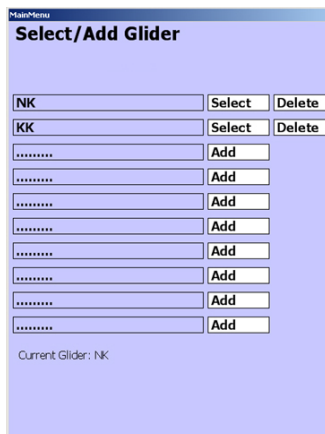 MainMenu
Select/Add Glider
NK Select Delete
KK Select Delete
......... Add
......... Add
......... Add
......... Add
......... Add
......... Add
......... Add
......... Add
Current Glider: NK